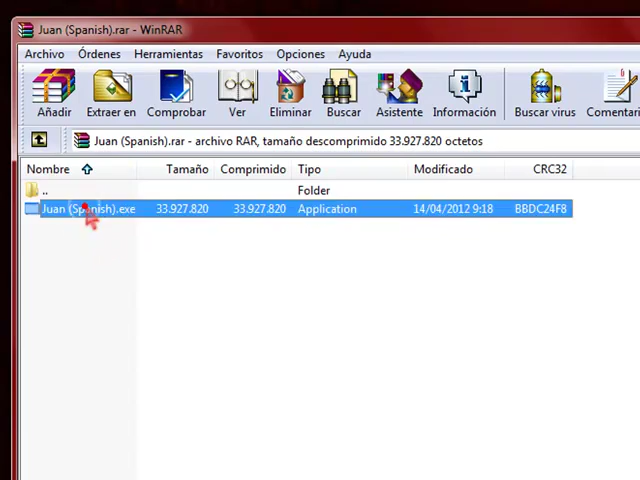 Juan (Spanish).rar - WinRAR
Archivo Órdenes Herramientas Favoritos Opciones Ayuda
Añadir Extraer en Comprobar Ver Eliminar Buscar Asistente Información Buscar virus Comentari
Juan (Spanish).rar - archivo RAR, tamaño descomprimido 33.927.820 octetos
Nombre Tamaño Comprimido Tipo Modificado CRC32
.. Folder
Juan (Spanish).exe 33.927.820 33.927.820 Application 14/04/2012 9:18 BBDC24F8